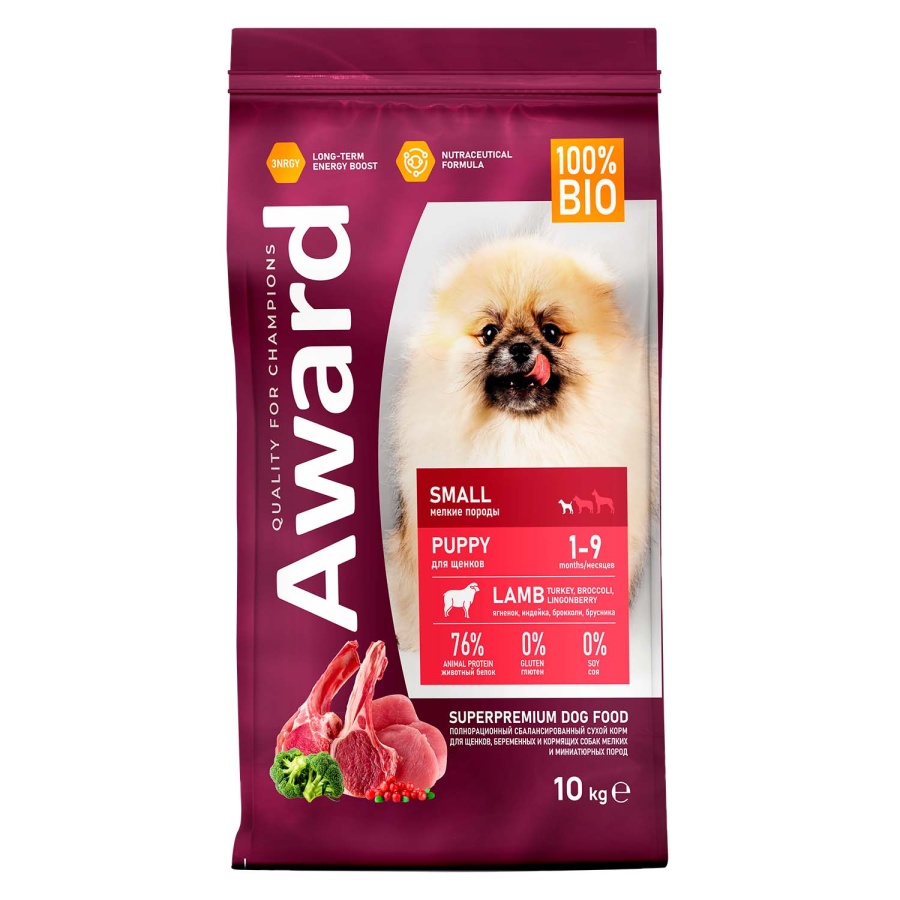 3NRGY
LONG-TERM
ENERGY BOOST
NUTRACEUTICAL
FORMULA
100%
BIO
QUALITY FOR CHAMPIONS
Award
SMALL
мелкие породы
PUPPY
для щенков
1-9
months/месяцев
LAMB TURKEY, BROCCOLI,
LINGONBERRY
ягненок, индейка, брокколи, брусника
76%
ANIMAL PROTEIN
животный белок
0%
GLUTEN
глютен
0%
SOY
соя
SUPERPREMIUM DOG FOOD
ПОЛНОРАЦИОННЫЙ СБАЛАНСИРОВАННЫЙ СУХОЙ КОРМ
ДЛЯ ЩЕНКОВ, БЕРЕМЕННЫХ И КОРМЯЩИХ СОБАК МЕЛКИХ
И МИНИАТЮРНЫХ ПОРОД
10 kg ℮